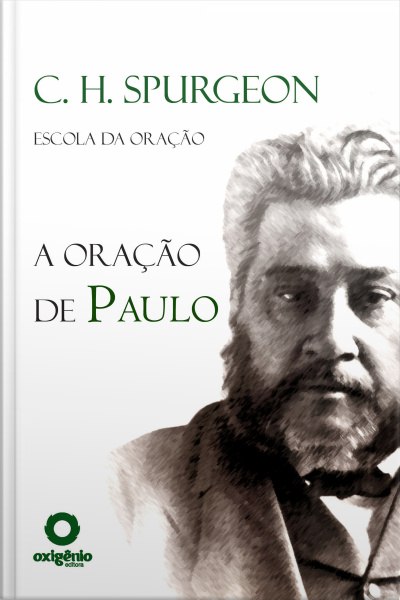 C. H. SPURGEON
ESCOLA DA ORAÇÃO
A ORAÇÃO
DE PAULO
oxigênio
editora